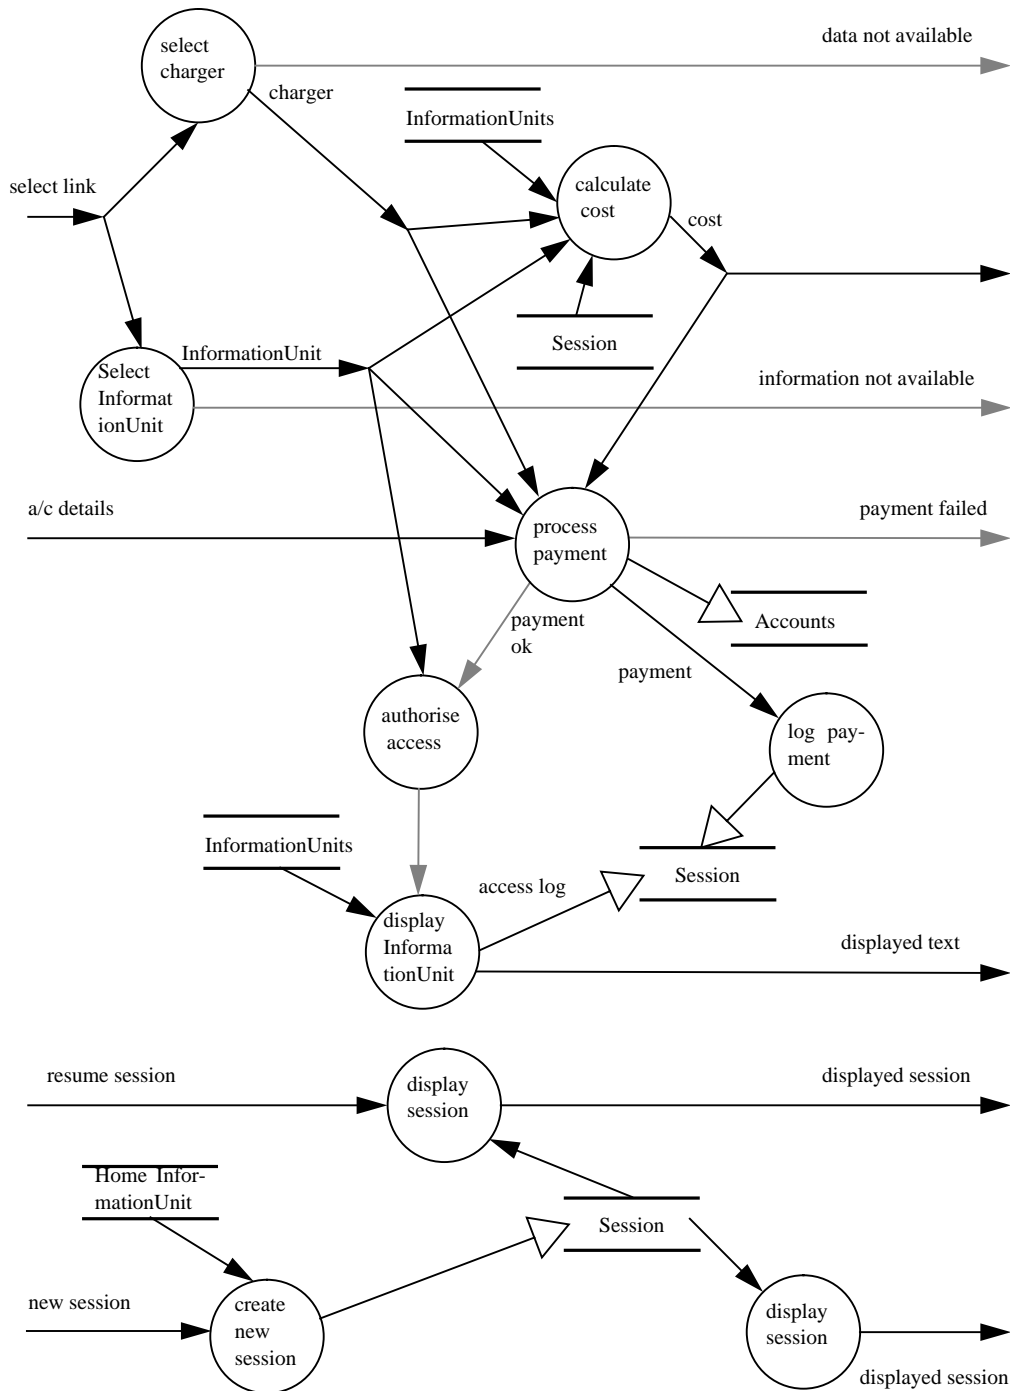 data not available
select
charger
charger
InformationUnits
select link
calculate
cost
cost
Session
InformationUnit
Select
Informat
ionUnit
information not available
a/c details
payment failed
process
payment
payment
ok
Accounts
payment
authorise
access
log pay-
ment
InformationUnits
Session
access log
display
Informa
tionUnit
displayed text
resume session
display
session
displayed session
Home Infor-
mationUnit
Session
new session
create
new
session
display
session
displayed session